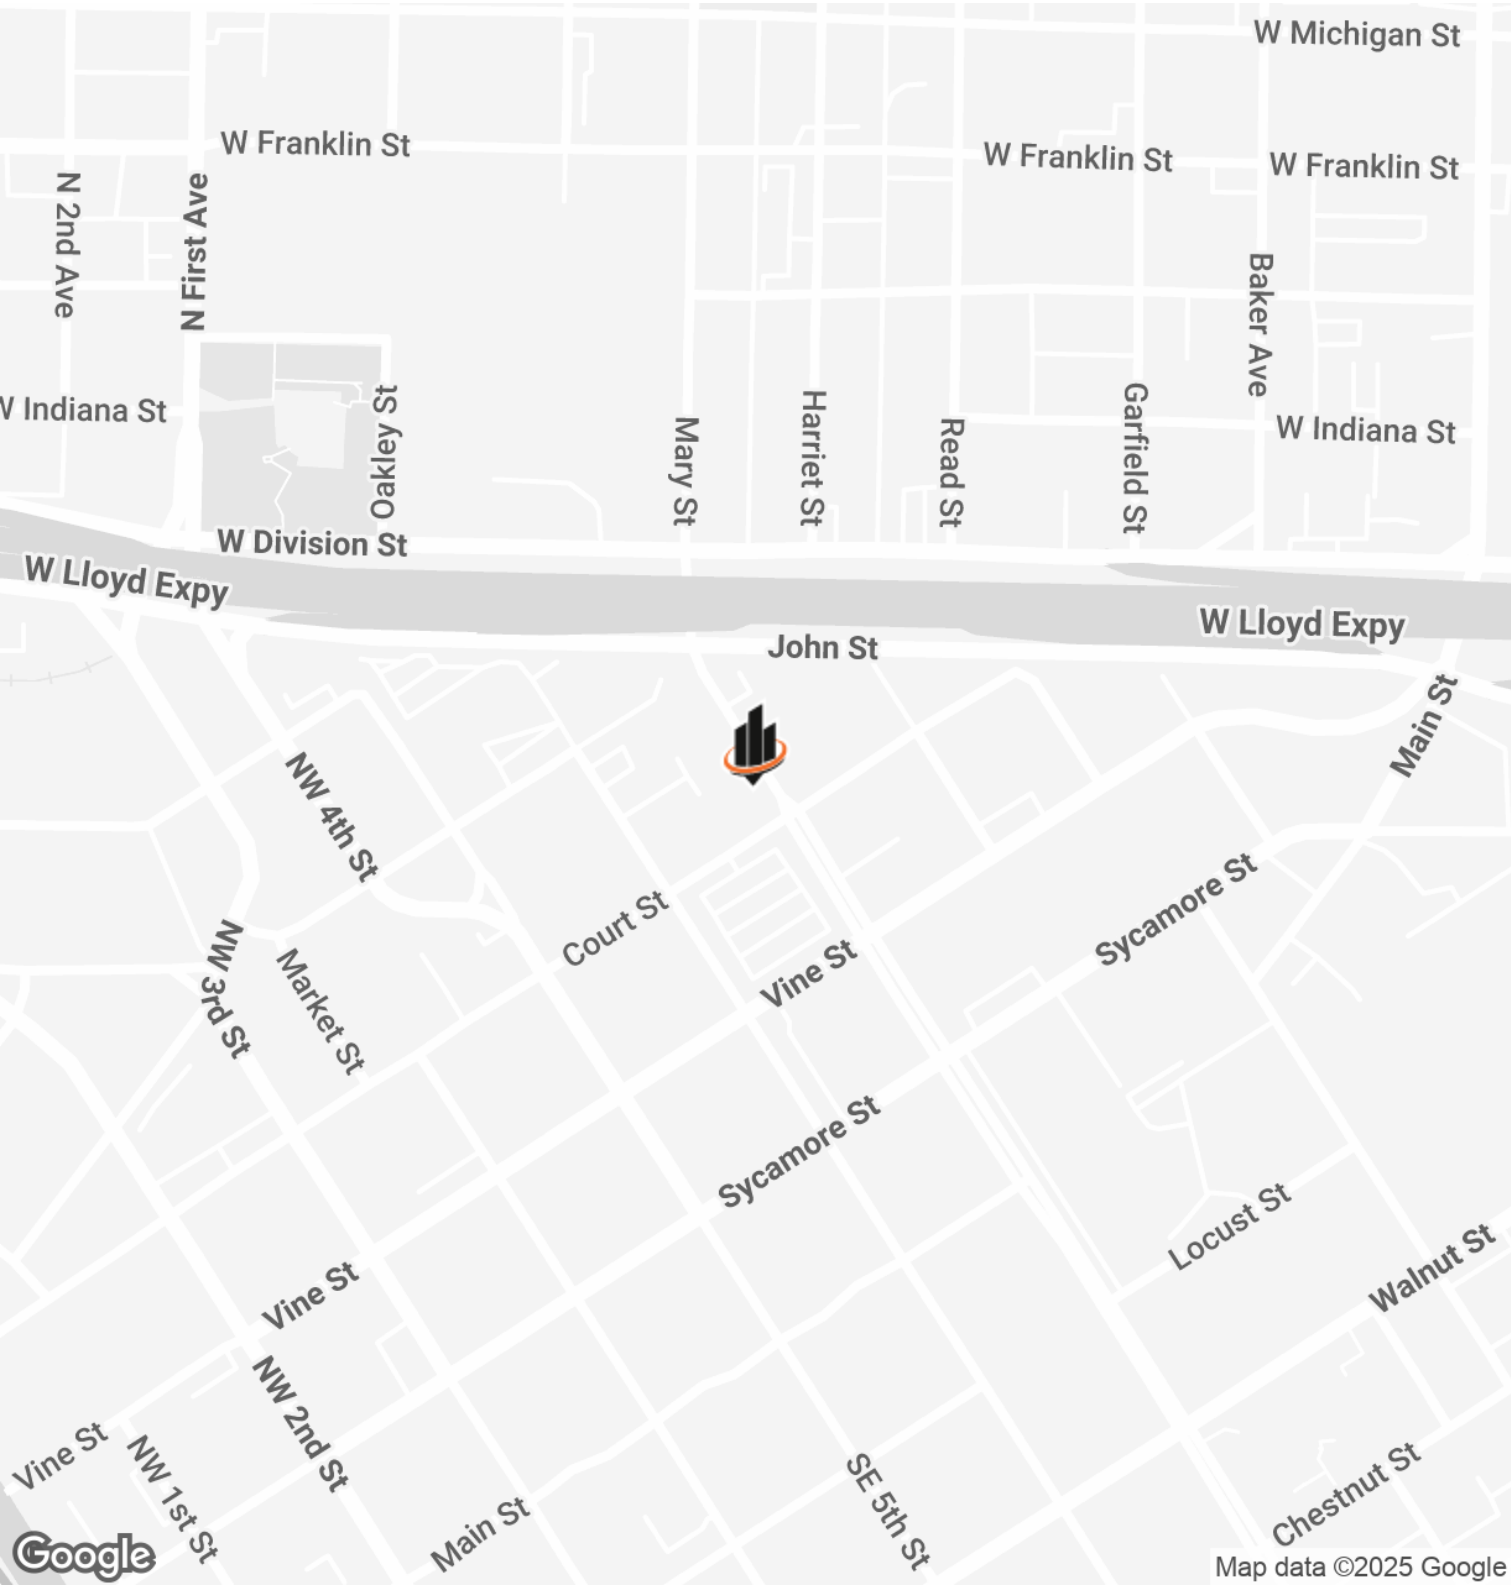 W Michigan St
W Franklin St
W Franklin St
W Franklin St
N 2nd Ave
N First Ave
Baker Ave
W Indiana St
Oakley St
Mary St
Harriet St
Read St
Garfield St
W Indiana St
W Division St
W Lloyd Expy
W Lloyd Expy
John St
Main St
NW 4th St
Court St
Sycamore St
NW 3rd St
Market St
Vine St
Sycamore St
Locust St
Walnut St
Vine St
NW 2nd St
Vine St
NW 1st St
Main St
SE 5th St
Chestnut St
Google
Map data ©2025 Google